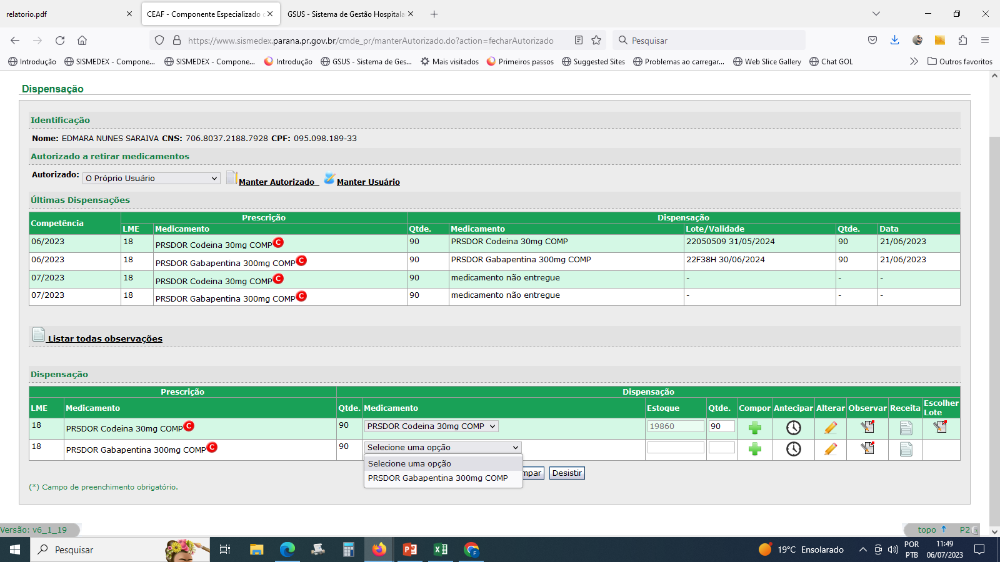 relatorio.pdf
CEAF - Componente Especializado
GSUS - Sistema de Gestão Hospitala
https://www.sismedex.parana.pr.gov.br/cmde_pr/manterAutorizado.do?action=fecharAutorizado
Pesquisar
Introdução
SISMEDEX - Compone...
SISMEDEX - Compone...
Introdução
GSUS - Sistema de Ges...
Mais visitados
Primeiros passos
Suggested Sites
Problemas ao carregar...
Web Slice Gallery
Chat GOL
Outros favoritos
Dispensação
Identificação
Nome: EDMARA NUNES SARAIVA CNS: 706.8037.2188.7928 CPF: 095.098.189-33
Autorizado a retirar medicamentos
Autorizado: O Próprio Usuário Manter Autorizado Manter Usuário
Últimas Dispensações
Competência Prescrição Dispensação
LME Medicamento Qtde. Medicamento Lote/Validade Qtde. Data
06/2023 18 PRSDOR Codeina 30mg COMP C 90 PRSDOR Codeina 30mg COMP 22050509 31/05/2024 90 21/06/2023
06/2023 18 PRSDOR Gabapentina 300mg COMP C 90 PRSDOR Gabapentina 300mg COMP 22F38H 30/06/2024 90 21/06/2023
07/2023 18 PRSDOR Codeina 30mg COMP C 90 medicamento não entregue - - -
07/2023 18 PRSDOR Gabapentina 300mg COMP C 90 medicamento não entregue - - -
Listar todas observações
Dispensação
Prescrição Dispensação
LME Medicamento Qtde. Medicamento Estoque Qtde. Compor Antecipar Alterar Observar Receita Escolher Lote
18 PRSDOR Codeina 30mg COMP C 90 PRSDOR Codeina 30mg COMP 19860 90
18 PRSDOR Gabapentina 300mg COMP C 90 Selecione uma opção
Selecione uma opção
PRSDOR Gabapentina 300mg COMP
mpar Desistir
(*) Campo de preenchimento obrigatório.
Versão: v6_1_19
topo P2
Pesquisar
19°C Ensolarado
POR
PTB
11:49
06/07/2023